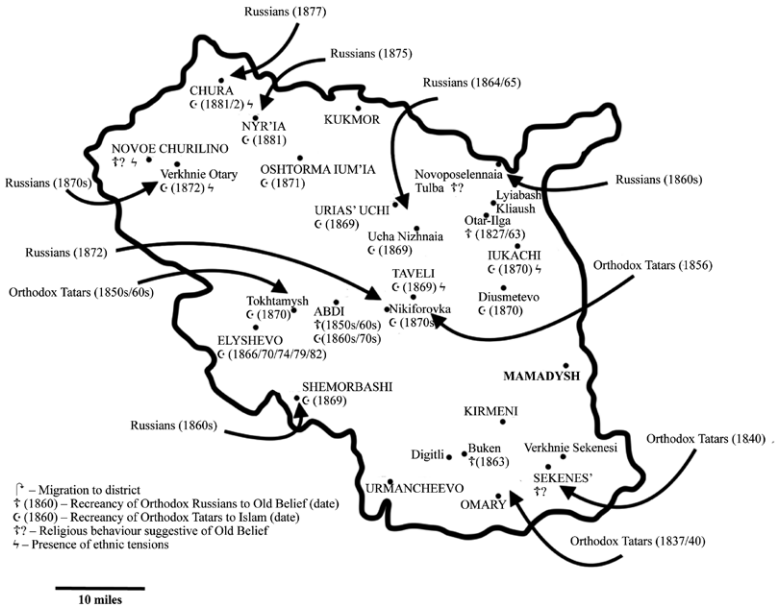 Russians (1877)
Russians (1875)
Russians (1864/65)
CHURA
☪ (1881/2) ϟ
KUKMOR
NYR'IA
☪ (1881)
NOVOE CHURILINO
☦? ϟ
Verkhnie Otary
☪ (1872) ϟ
OSHTORMA IUM'IA
☪ (1871)
Novoposelennaia
Tulba ☦?
Russians (1870s)
Russians (1860s)
Lyiabash
Kliaush
URIAS' UCHI
☪ (1869)
Otar-Ilga
☦ (1827/63)
Ucha Nizhnaia
☪ (1869)
Russians (1872)
IUKACHI
☪ (1870) ϟ
Orthodox Tatars (1856)
TAVELI
☪ (1869) ϟ
Orthodox Tatars (1850s/60s)
Diusmetevo
☪ (1870)
Tokhtamysh
☪ (1870)
ABDI
☦ (1850s/60s)
☪ (1860s/70s)
Nikiforovka
☪ (1870s)
ELYSHEVO
☪ (1866/70/74/79/82)
MAMADYSH
SHEMORBASHI
☪ (1869)
KIRMENI
Russians (1860s)
Orthodox Tatars (1840)
Digitli
Buken
☦(1863)
Verkhnie Sekenesi
SEKENES'
☦?
URMANCHEEVO
OMARY
Orthodox Tatars (1837/40)
– Migration to district
☦ (1860) – Recreancy of Orthodox Russians to Old Belief (date)
☪ (1860) – Recreancy of Orthodox Tatars to Islam (date)
☦? – Religious behaviour suggestive of Old Belief
ϟ – Presence of ethnic tensions
10 miles